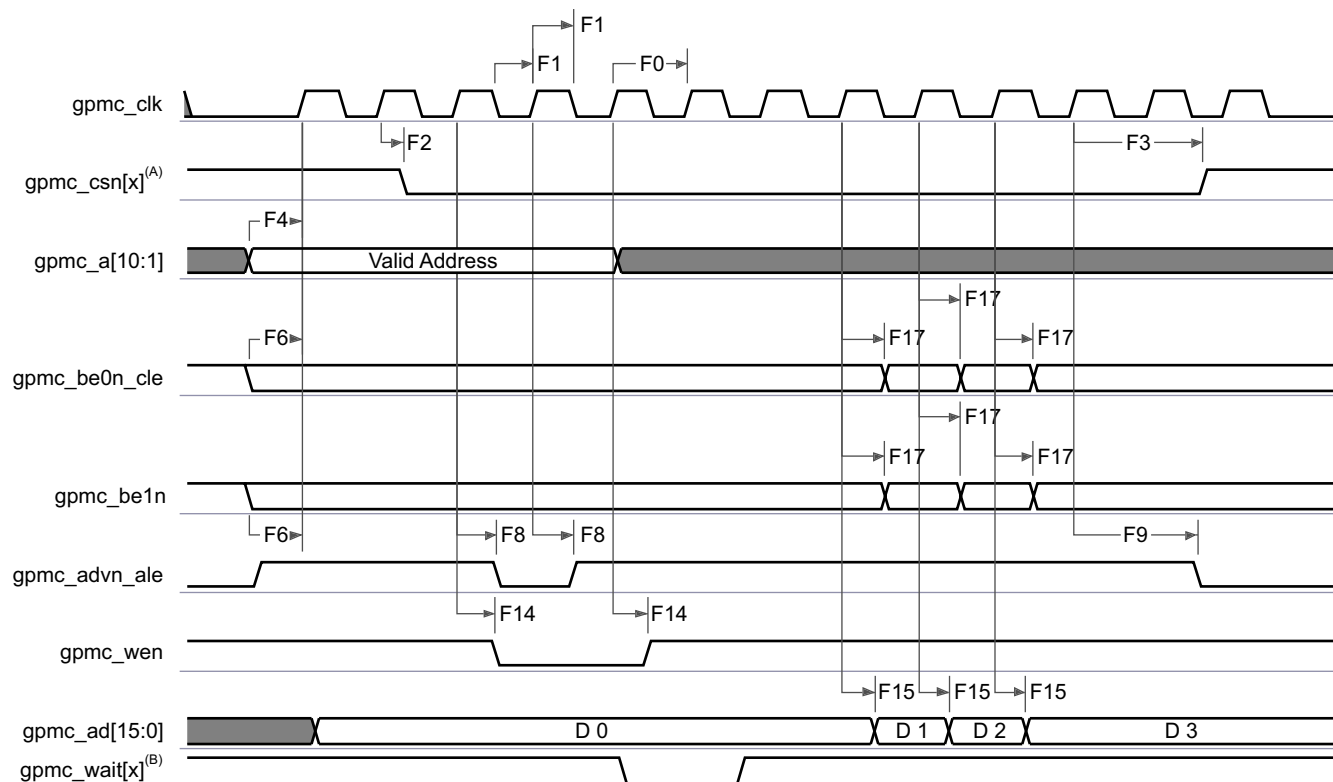 F1
F1 F0
gpmc_clk
F2 F3
gpmc_csn[x](A)
F4
gpmc_a[10:1] Valid Address
F17
F6 F17 F17
gpmc_be0n_cle
F17
F17 F17
gpmc_be1n
F6 F8 F8 F9
gpmc_advn_ale
F14 F14
gpmc_wen
F15 F15 F15
gpmc_ad[15:0] D 0 D 1 D 2 D 3
gpmc_wait[x](B)